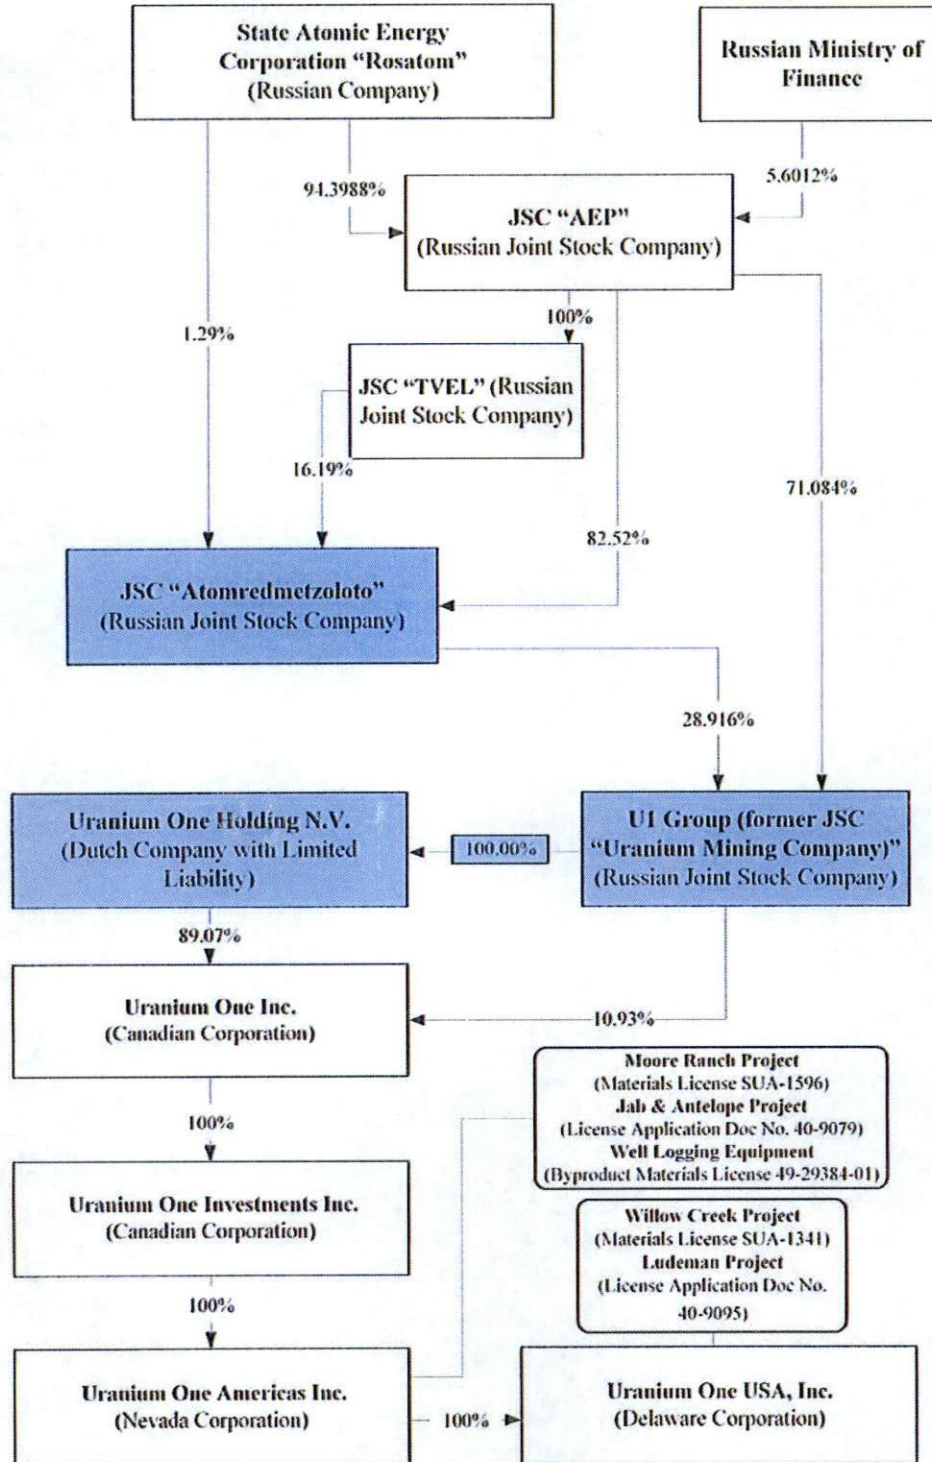 State Atomic Energy
Corporation “Rosatom”
(Russian Company)
Russian Ministry of
Finance
94.3988%
5.6012%
JSC “AEP”
(Russian Joint Stock Company)
1.29%
100%
JSC “TVEL” (Russian
Joint Stock Company)
16.19%
71.084%
82.52%
JSC “Atomredmetzoloto”
(Russian Joint Stock Company)
28.916%
Uranium One Holding N.V.
(Dutch Company with Limited
Liability)
100.00%
U1 Group (former JSC
“Uranium Mining Company)”
(Russian Joint Stock Company)
89.07%
Uranium One Inc.
(Canadian Corporation)
10.93%
Moore Ranch Project
(Materials License SUA-1596)
Jab & Antelope Project
(License Application Doc No. 40-9079)
Well Logging Equipment
(Byproduct Materials License 49-29384-01)
100%
Uranium One Investments Inc.
(Canadian Corporation)
Willow Creek Project
(Materials License SUA-1341)
Ludeman Project
(License Application Doc No.
40-9095)
100%
Uranium One Americas Inc.
(Nevada Corporation)
100%
Uranium One USA, Inc.
(Delaware Corporation)